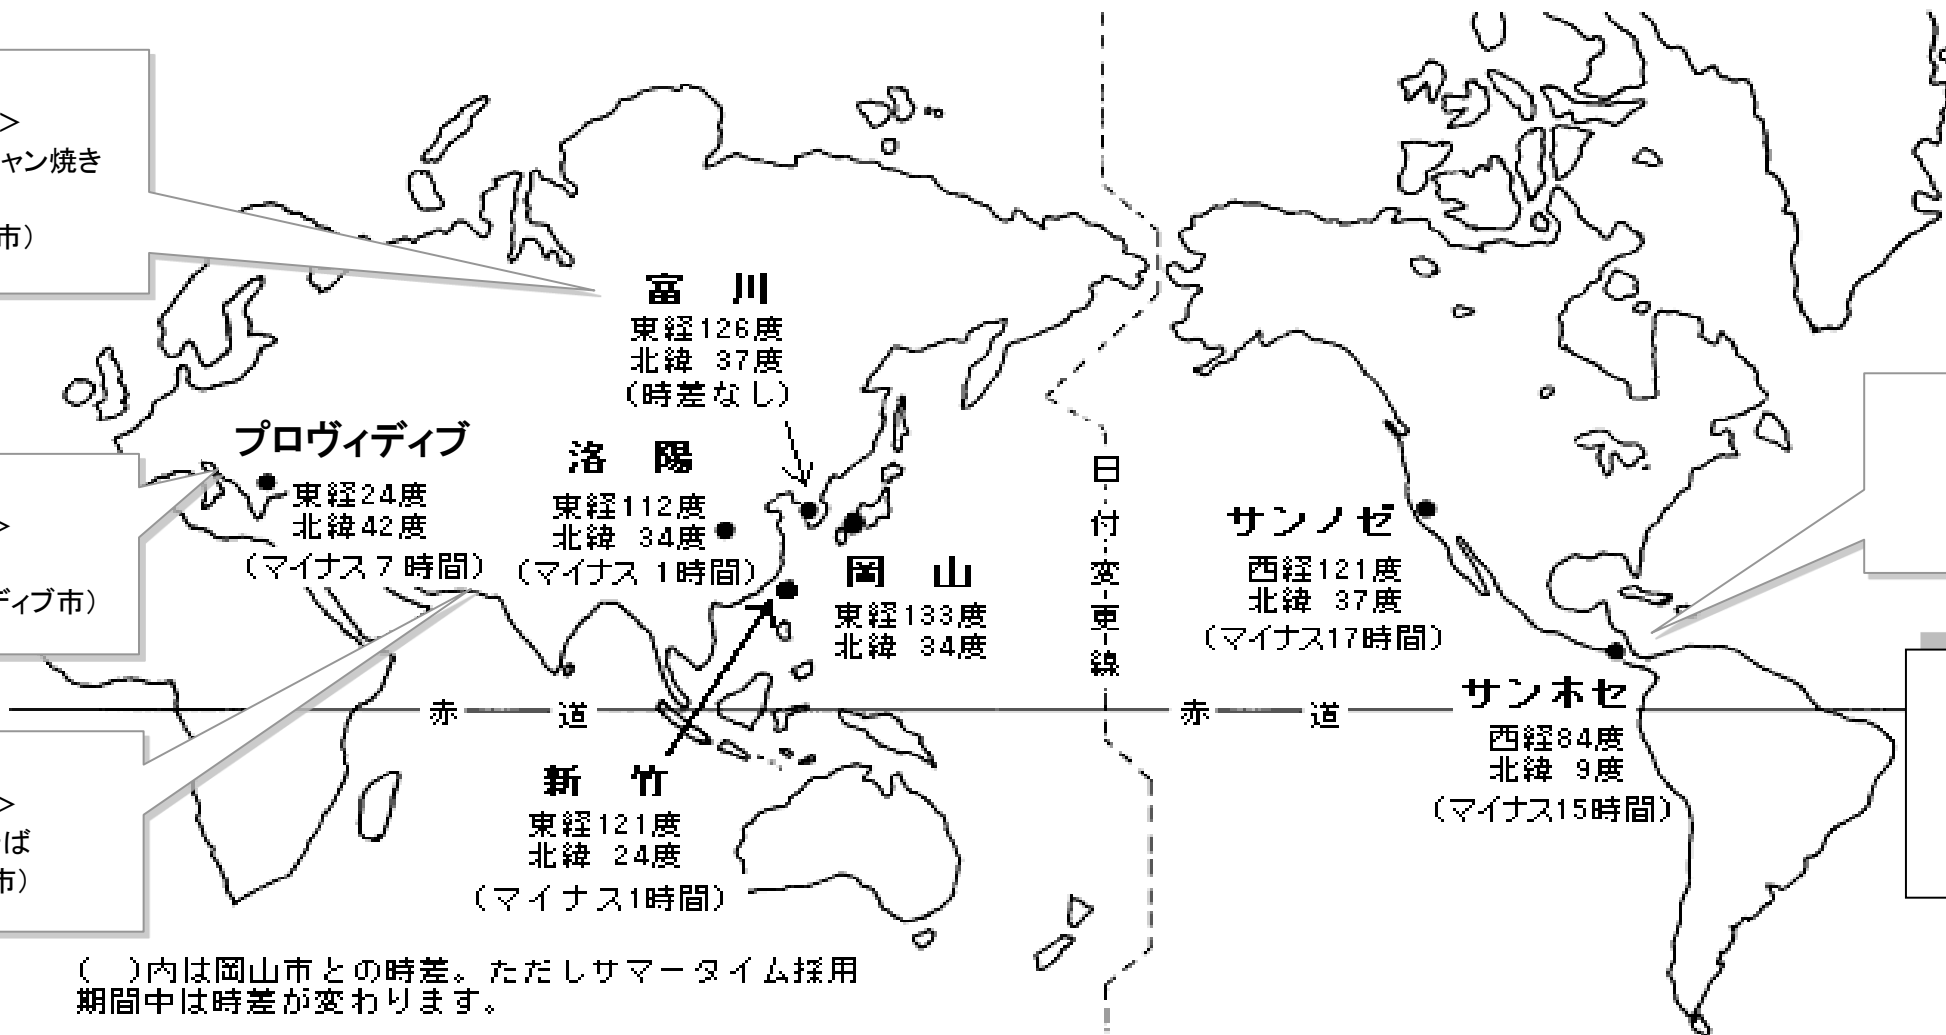 >
ャン焼き
市）
富　川
東経126度
北緯 37度
（時差なし）
プロヴィディブ
東経24度
北緯42度
（マイナス７時間）
洛　陽
東経112度
北緯 34度
（マイナス 1時間）
岡　山
東経133度
北緯 34度
日付変更線
サンノゼ
西経121度
北緯 37度
（マイナス17時間）
>
ディブ市）
赤　道
赤　道
サンホセ
西経84度
北緯 9度
（マイナス15時間）
>
ば
市）
新　竹
東経121度
北緯 24度
（マイナス1時間）
（　）内は岡山市との時差。ただしサマータイム採用
期間中は時差が変わります。